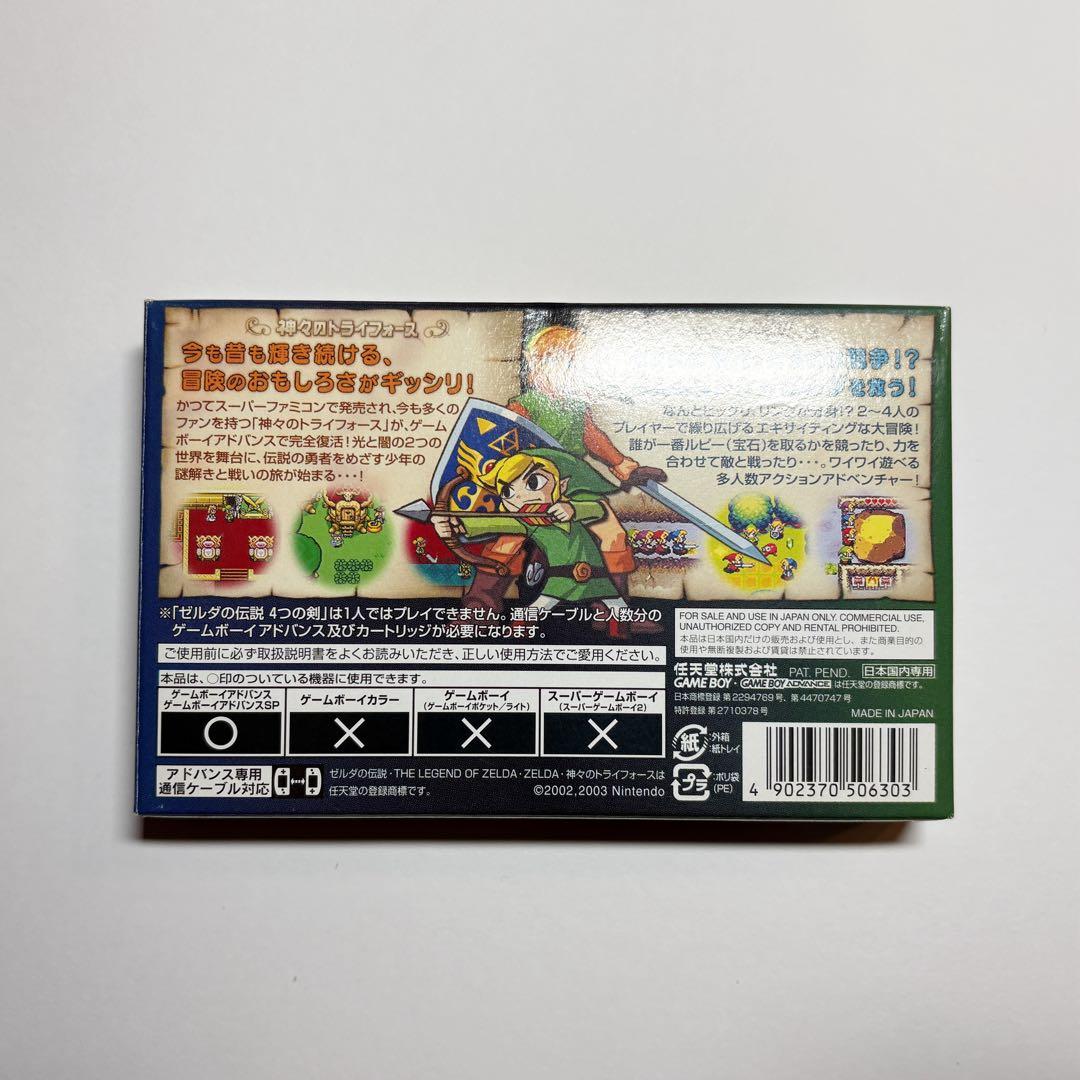 神々のトライフォース
今も昔も輝き続ける、
冒険のおもしろさがギッシリ!
かつてスーパーファミコンで発売され、今も多くの
ファンを持つ「神々のトライフォース」が、ゲーム
ボーイアドバンスで完全復活!光と闇の2つの
世界を舞台に、伝説の勇者をめざす少年の
謎解きと戦いの旅が始まる・・・!
争!?
を救う!
なんとビックリ、リンクが分身!?2〜4人の
プレイヤーで繰り広げるエキサイティングな大冒険!
誰が一番ルピー(宝石)を取るかを競ったり、力を
合わせて敵と戦ったり・・・。ワイワイ遊べる
多人数アクションアドベンチャー!
※「ゼルダの伝説 4つの剣」は1人ではプレイできません。通信ケーブルと人数分の
ゲームボーイアドバンス及びカートリッジが必要になります。
ご使用前に必ず取扱説明書をよくお読みいただき、正しい使用方法でご愛用ください。
本品は、○印のついている機器に使用できます。
ゲームボーイアドバンス
ゲームボーイアドバンスSP
○
ゲームボーイカラー
×
ゲームボーイ
(ゲームボーイポケット/ライト)
×
スーパーゲームボーイ
(スーパーゲームボーイ2)
×
アドバンス専用
通信ケーブル対応
ゼルダの伝説・THE LEGEND OF ZELDA・ZELDA・神々のトライフォースは
任天堂の登録商標です。
©2002,2003 Nintendo
FOR SALE AND USE IN JAPAN ONLY. COMMERCIAL USE,
UNAUTHORIZED COPY AND RENTAL PROHIBITED.
本品は日本国内だけの販売および使用とし、また商業目的の
使用や無断複製および賃貸は禁止されています。
任天堂株式会社 PAT. PEND. 日本国内専用
GAME BOY・GAME BOY ADVANCE は任天堂の登録商標です。
日本商標登録 第2294769号、第4470747号
特許登録 第2710378号
MADE IN JAPAN
紙 :外箱
:紙トレイ
プラ :ポリ袋
(PE)
4 902370 506303